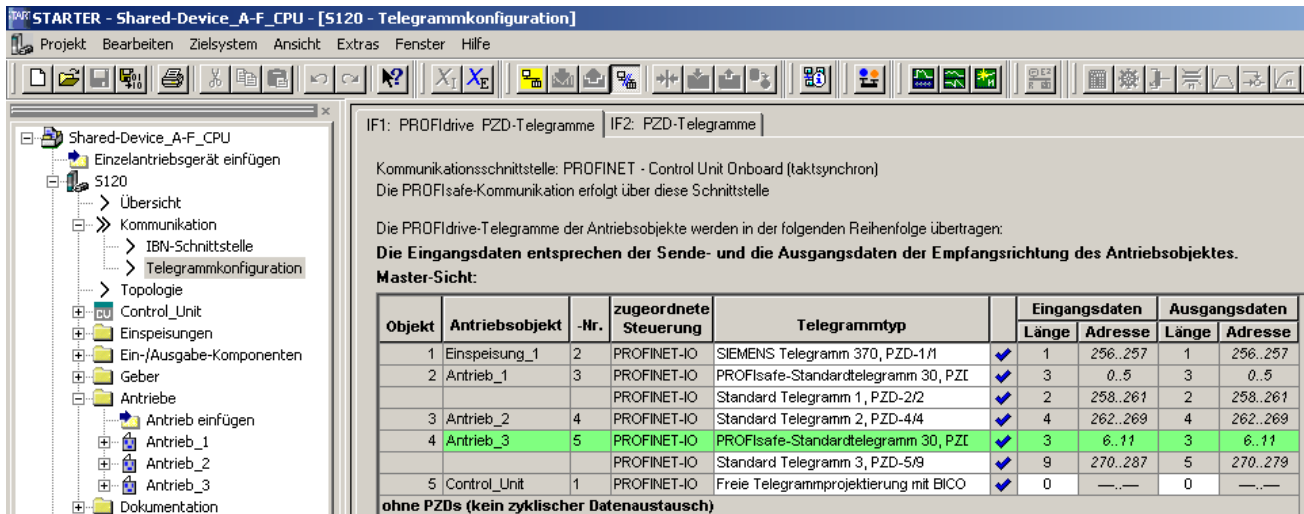 STARTER - Shared-Device_A-F_CPU - [S120 - Telegrammkonfiguration]
Projekt Bearbeiten Zielsystem Ansicht Extras Fenster Hilfe
Shared-Device_A-F_CPU
Einzelantriebsgerät einfügen
S120
Übersicht
Kommunikation
IBN-Schnittstelle
Telegrammkonfiguration
Topologie
Control_Unit
Einspeisungen
Ein-/Ausgabe-Komponenten
Geber
Antriebe
Antrieb einfügen
Antrieb_1
Antrieb_2
Antrieb_3
Dokumentation
IF1: PROFIdrive PZD-Telegramme IF2: PZD-Telegramme
Kommunikationsschnittstelle: PROFINET - Control Unit Onboard (taktsynchron)
Die PROFIsafe-Kommunikation erfolgt über diese Schnittstelle
Die PROFIdrive-Telegramme der Antriebsobjekte werden in der folgenden Reihenfolge übertragen:
Die Eingangsdaten entsprechen der Sende- und die Ausgangsdaten der Empfangsrichtung des Antriebsobjektes.
Master-Sicht:
Objekt Antriebsobjekt -Nr. zugeordnete Steuerung Telegrammtyp Eingangsdaten Ausgangsdaten
Länge Adresse Länge Adresse
1 Einspeisung_1 2 PROFINET-IO SIEMENS Telegramm 370, PZD-1/1 1 256..257 1 256..257
2 Antrieb_1 3 PROFINET-IO PROFIsafe-Standardtelegramm 30, PZD 3 0..5 3 0..5
PROFINET-IO Standard Telegramm 1, PZD-2/2 2 258..261 2 258..261
3 Antrieb_2 4 PROFINET-IO Standard Telegramm 2, PZD-4/4 4 262..269 4 262..269
4 Antrieb_3 5 PROFINET-IO PROFIsafe-Standardtelegramm 30, PZD 3 6..11 3 6..11
PROFINET-IO Standard Telegramm 3, PZD-5/9 9 270..287 5 270..279
5 Control_Unit 1 PROFINET-IO Freie Telegrammprojektierung mit BICO 0 ---..--- 0 ---..---
ohne PZDs (kein zyklischer Datenaustausch)